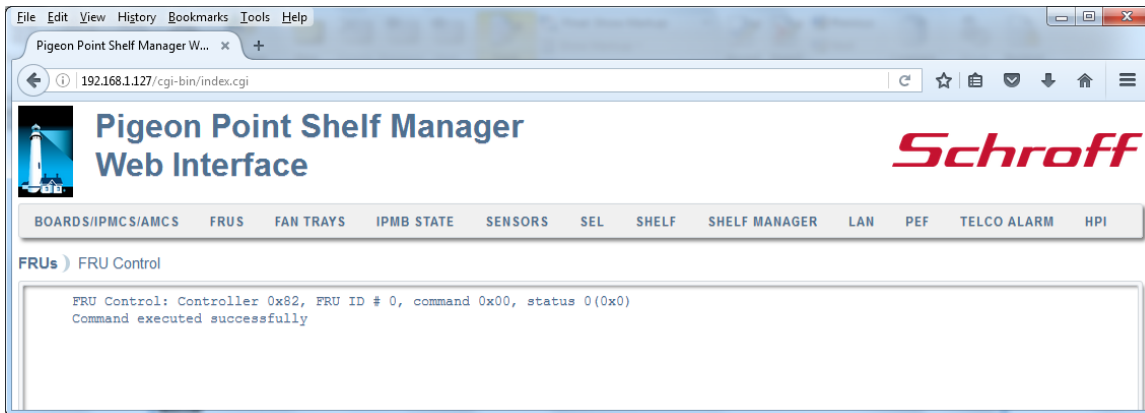 File Edit View History Bookmarks Tools Help
Pigeon Point Shelf Manager W... × +
192.168.1.127/cgi-bin/index.cgi
Pigeon Point Shelf Manager
Web Interface
Schroff
BOARDS/IPMCS/AMCS FRUS FAN TRAYS IPMB STATE SENSORS SEL SHELF SHELF MANAGER LAN PEF TELCO ALARM HPI
FRUs ) FRU Control
FRU Control: Controller 0x82, FRU ID # 0, command 0x00, status 0(0x0)
Command executed successfully